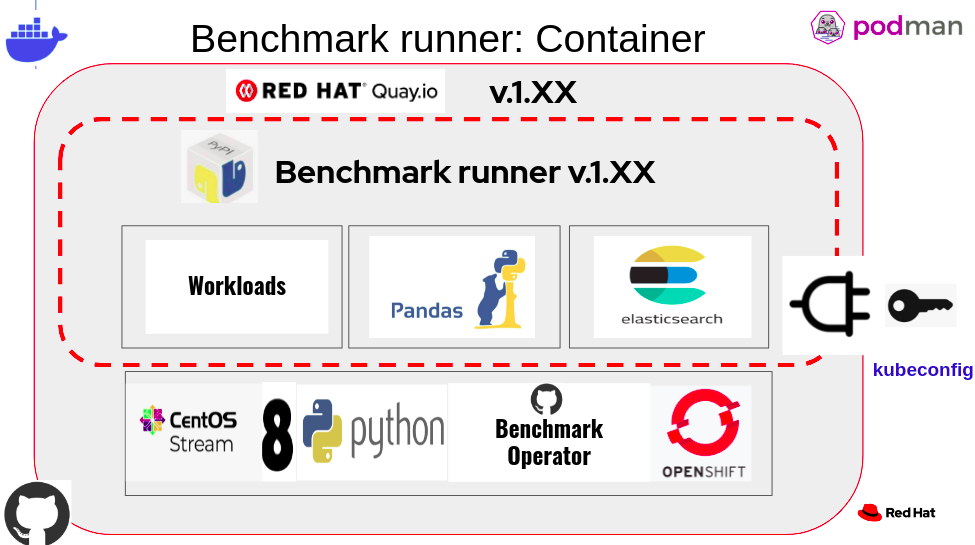 Benchmark runner: Container
podman
RED HAT Quay.io
v.1.XX
PyPI
Benchmark runner v.1.XX
Workloads
Pandas
elasticsearch
kubeconfig
CentOS
Stream
8
python
Benchmark
Operator
OPENSHIFT
Red Hat